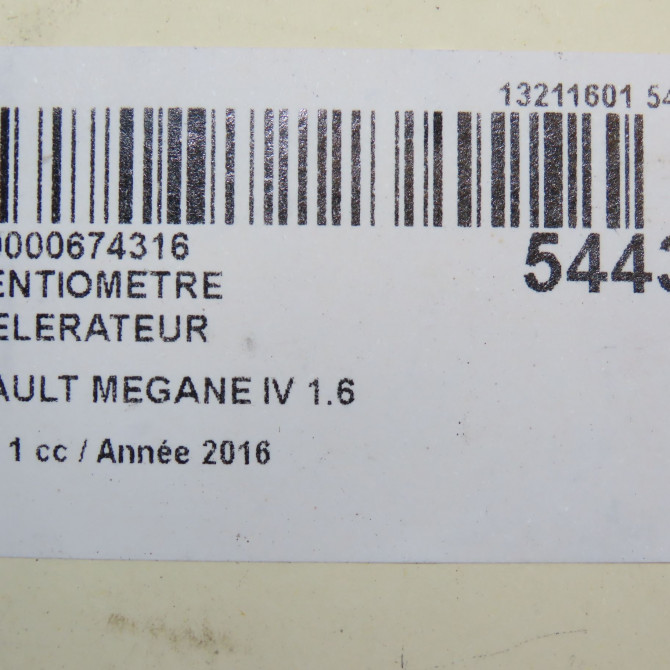 13211601 54
0000674316
5443
ENTIOMETRE
ELERATEUR
AULT MEGANE IV 1.6
1 cc / Année 2016